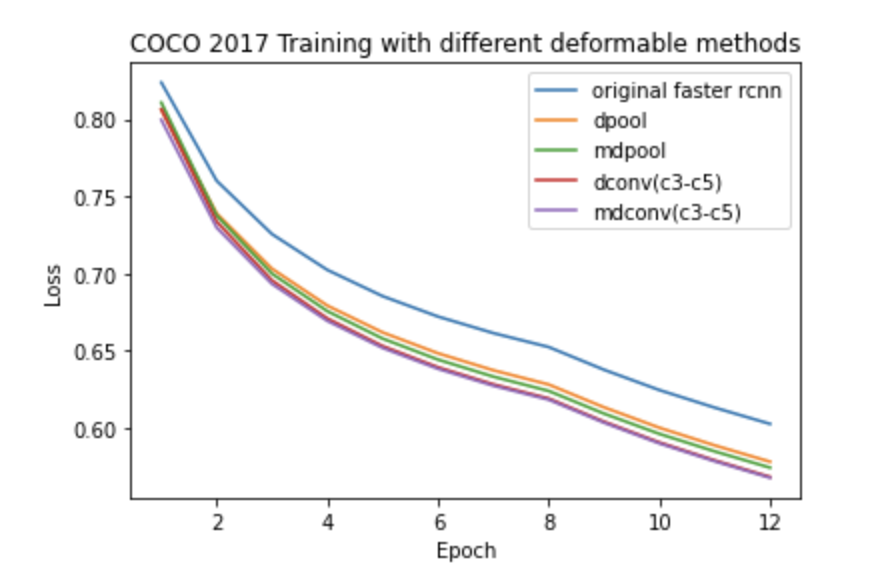 COCO 2017 Training with different deformable methods
original faster rcnn
dpool
mdpool
dconv(c3-c5)
mdconv(c3-c5)
0.80
0.75
0.70
0.65
0.60
Loss
2 4 6 8 10 12
Epoch